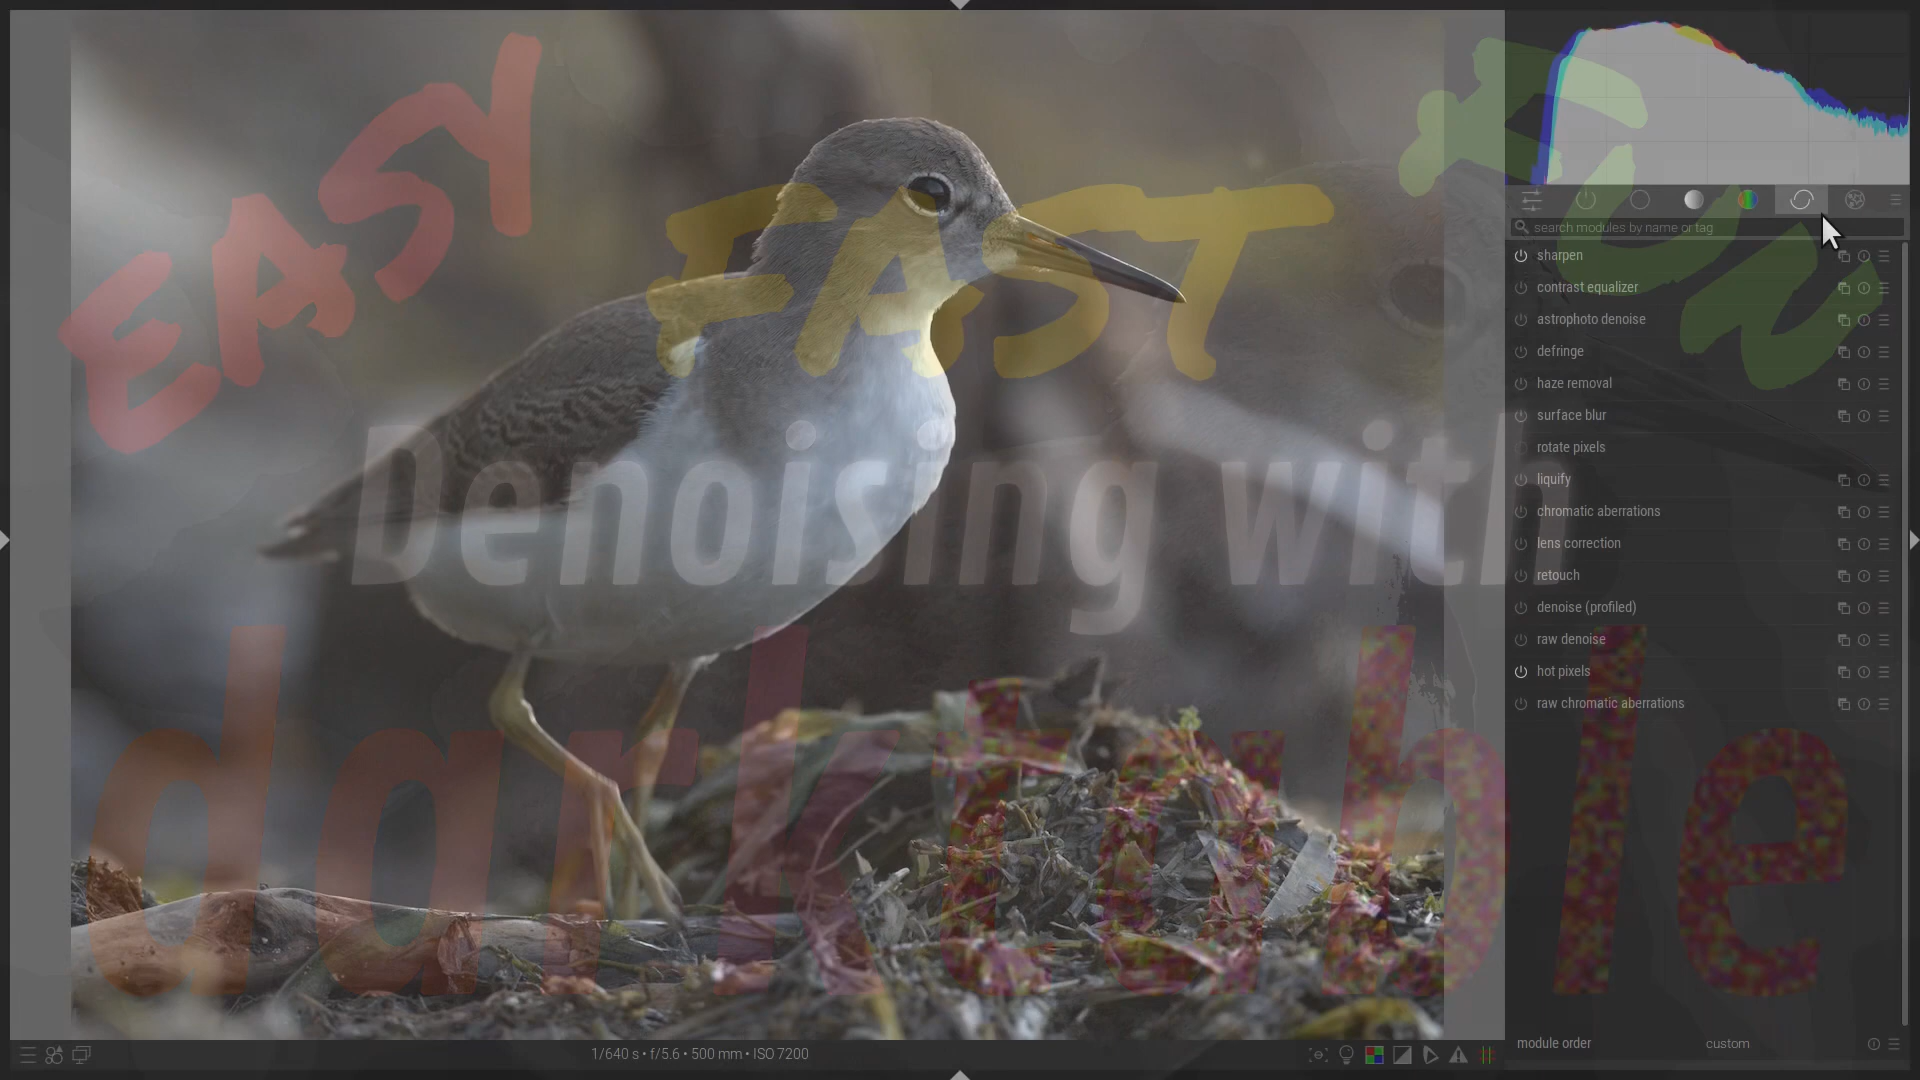 EASY
FAST
FUN
Denoising with
darktable
search modules by name or tag
sharpen
contrast equalizer
astrophoto denoise
defringe
haze removal
surface blur
rotate pixels
liquify
chromatic aberrations
lens correction
retouch
denoise (profiled)
raw denoise
hot pixels
raw chromatic aberrations
module order custom
1/640 s • f/5.6 • 500 mm • ISO 7200